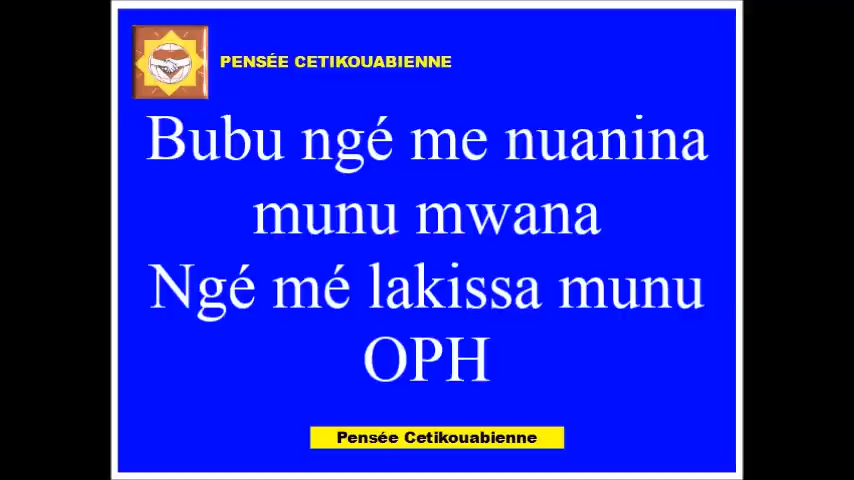 PENSÉE CETIKOUABIENNE
Bubu ngé me nuanina
munu mwana
Ngé mé lakissa munu
OPH
Pensée Cetikouabienne